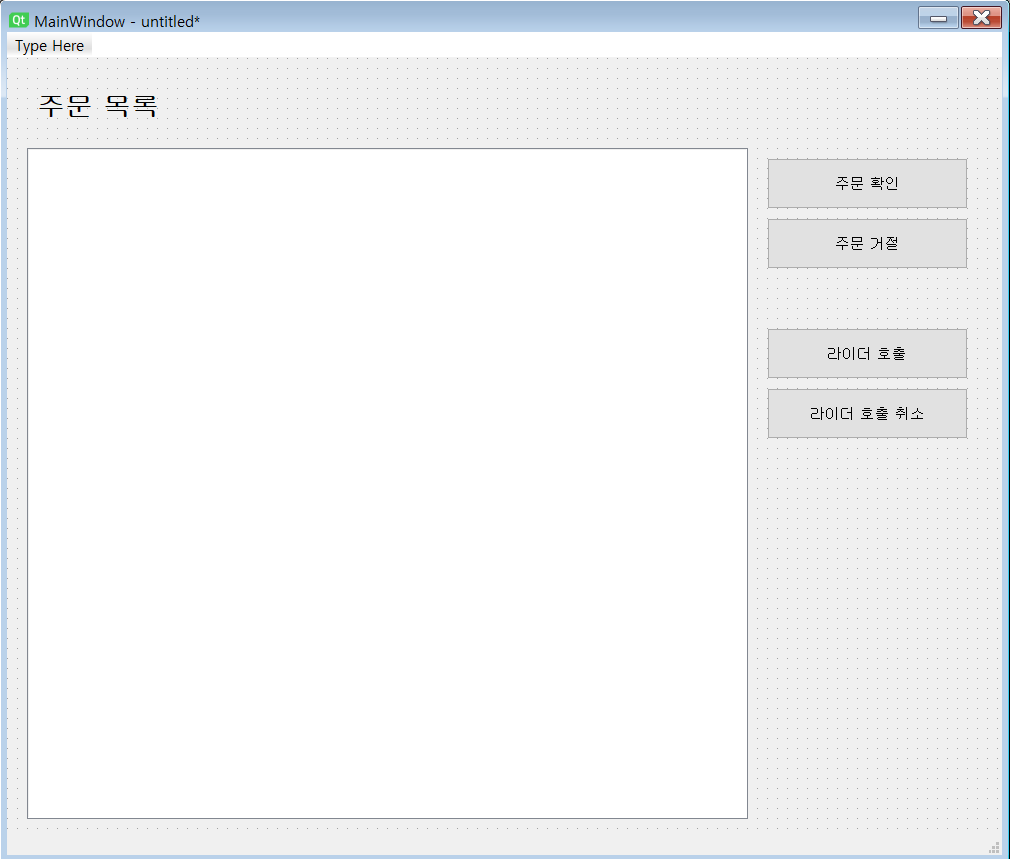 Qt MainWindow - untitled*
Type Here
주문 목록
주문 확인
주문 거절
라이더 호출
라이더 호출 취소